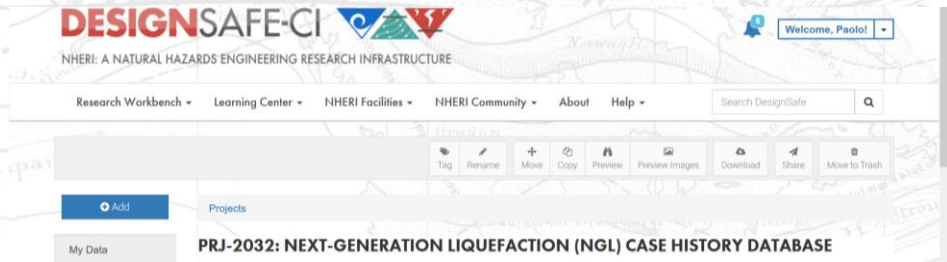 DESIGNSAFE-CI
6
Welcome, Paolo!
NHERI: A NATURAL HAZARDS ENGINEERING RESEARCH INFRASTRUCTURE
Research Workbench Learning Center NHERI Facilities NHERI Community About Help Search DesignSafe
Tag Rename Move Copy Preview Preview Images Download Share Move to Trash
Add Projects
My Data PRJ-2032: NEXT-GENERATION LIQUEFACTION (NGL) CASE HISTORY DATABASE